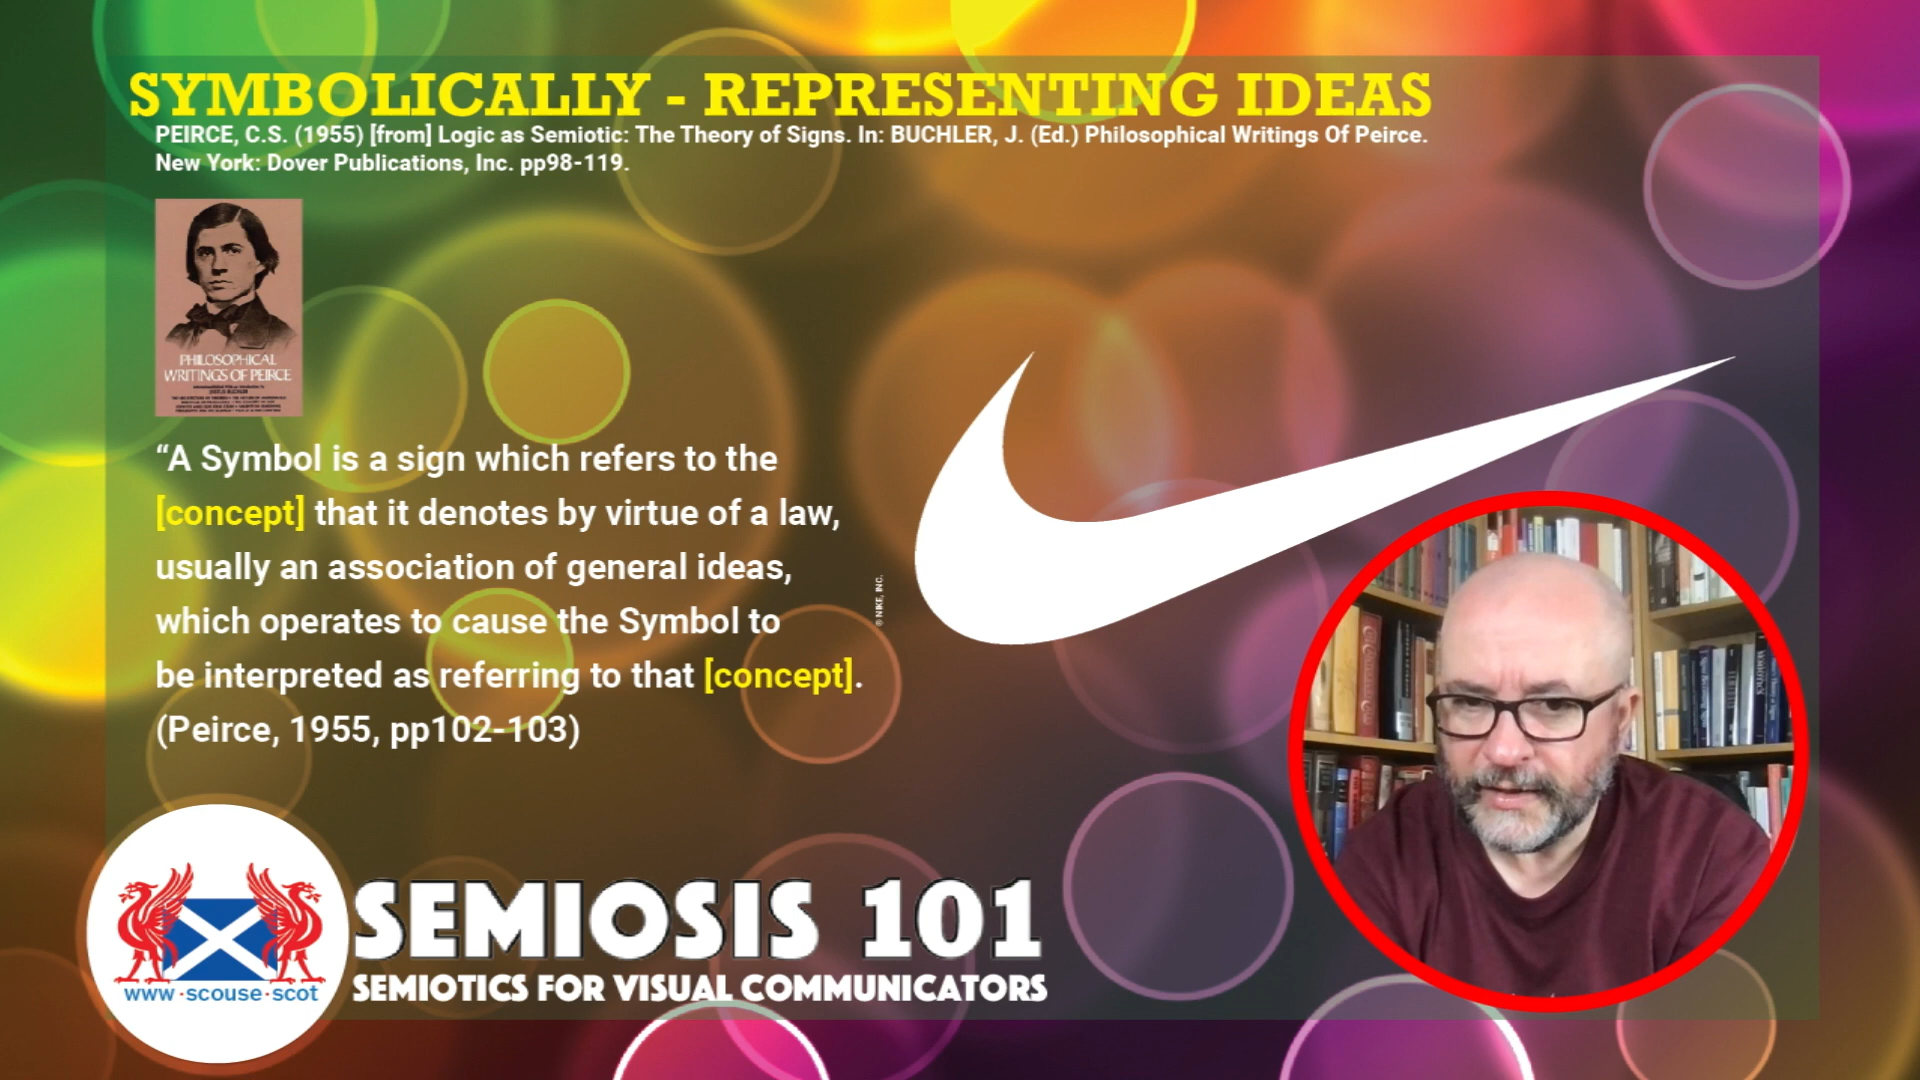 SYMBOLICALLY - REPRESENTING IDEAS
PEIRCE, C.S. (1955) [from] Logic as Semiotic: The Theory of Signs. In: BUCHLER, J. (Ed.) Philosophical Writings Of Peirce.
New York: Dover Publications, Inc. pp98-119.
PHILOSOPHICAL
WRITINGS OF PEIRCE
“A Symbol is a sign which refers to the
[concept] that it denotes by virtue of a law,
usually an association of general ideas,
which operates to cause the Symbol to
be interpreted as referring to that [concept].
(Peirce, 1955, pp102-103)
© NIKE, INC.
www·scouse·scot
SEMIOSIS 101
SEMIOTICS FOR VISUAL COMMUNICATORS